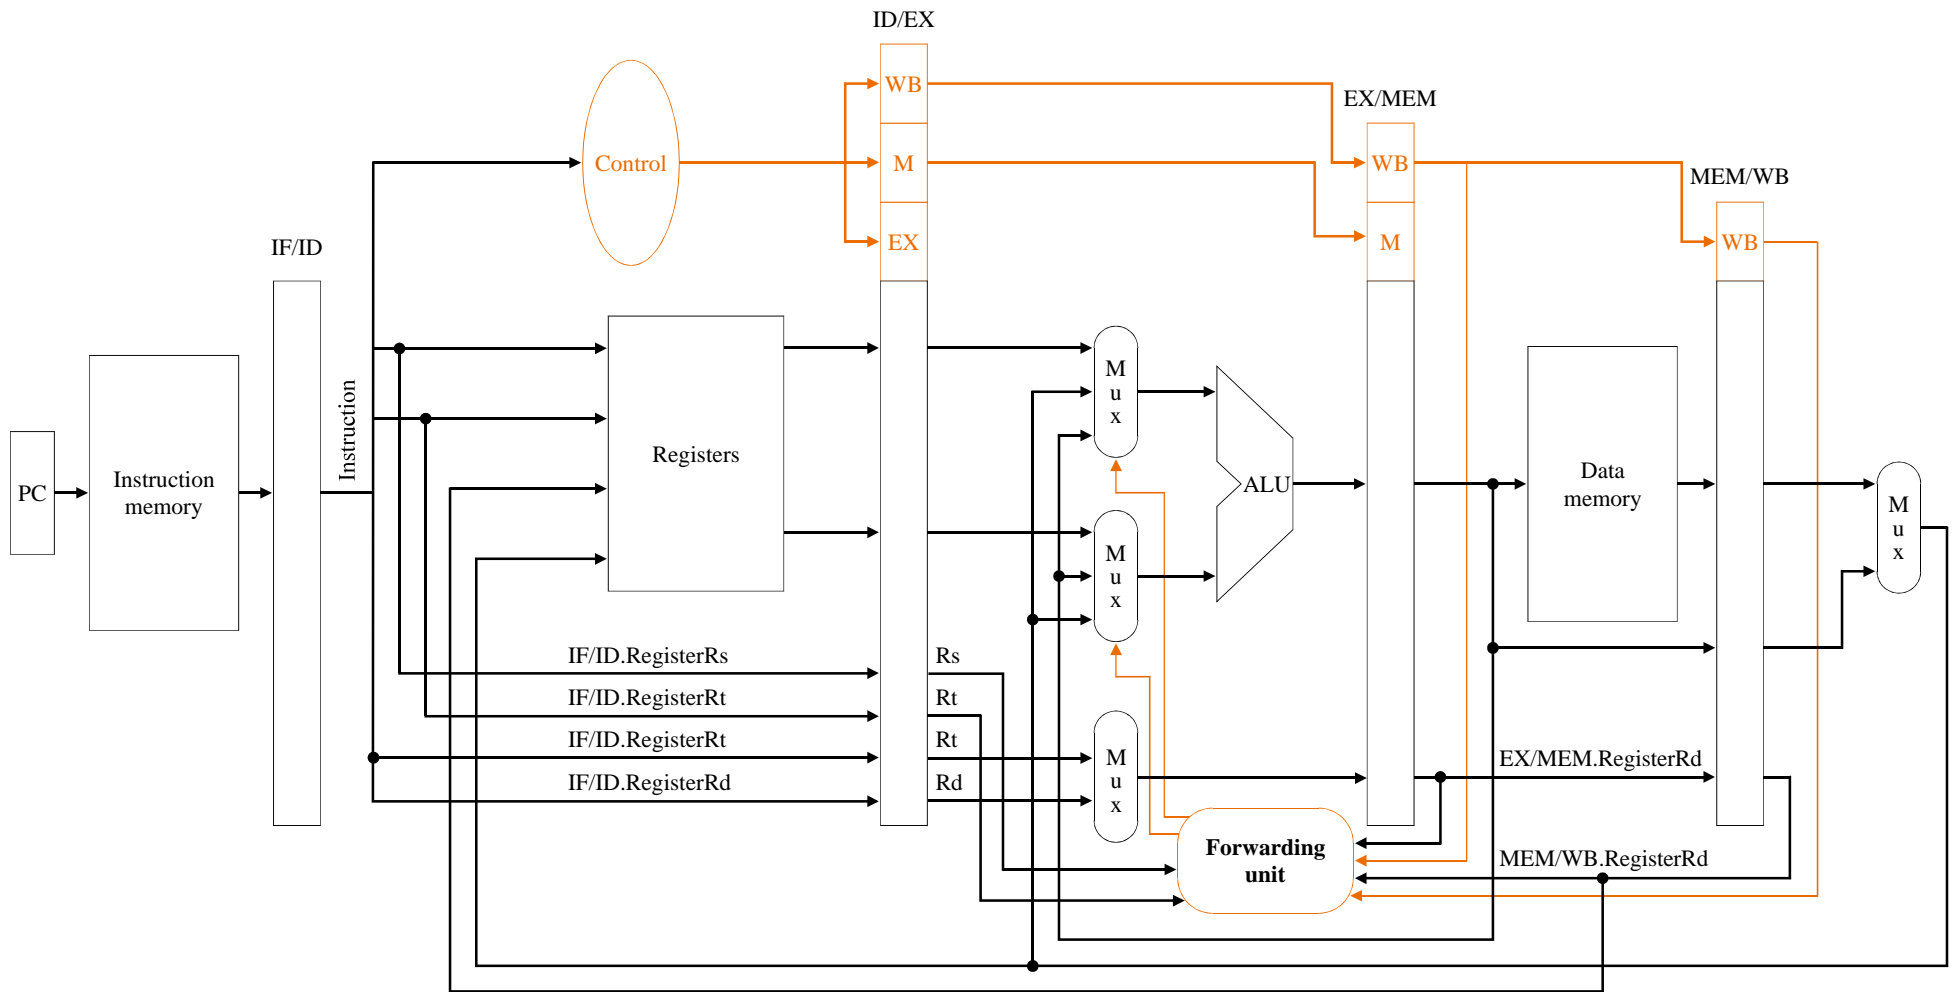 ID/EX
WB
EX/MEM
Control
M
WB
MEM/WB
IF/ID
EX
M
WB
PC
Instruction
memory
Instruction
Registers
M
u
x
M
u
x
ALU
Data
memory
M
u
x
IF/ID.RegisterRs
Rs
IF/ID.RegisterRt
Rt
IF/ID.RegisterRt
Rt
IF/ID.RegisterRd
Rd
M
u
x
EX/MEM.RegisterRd
Forwarding
unit
MEM/WB.RegisterRd